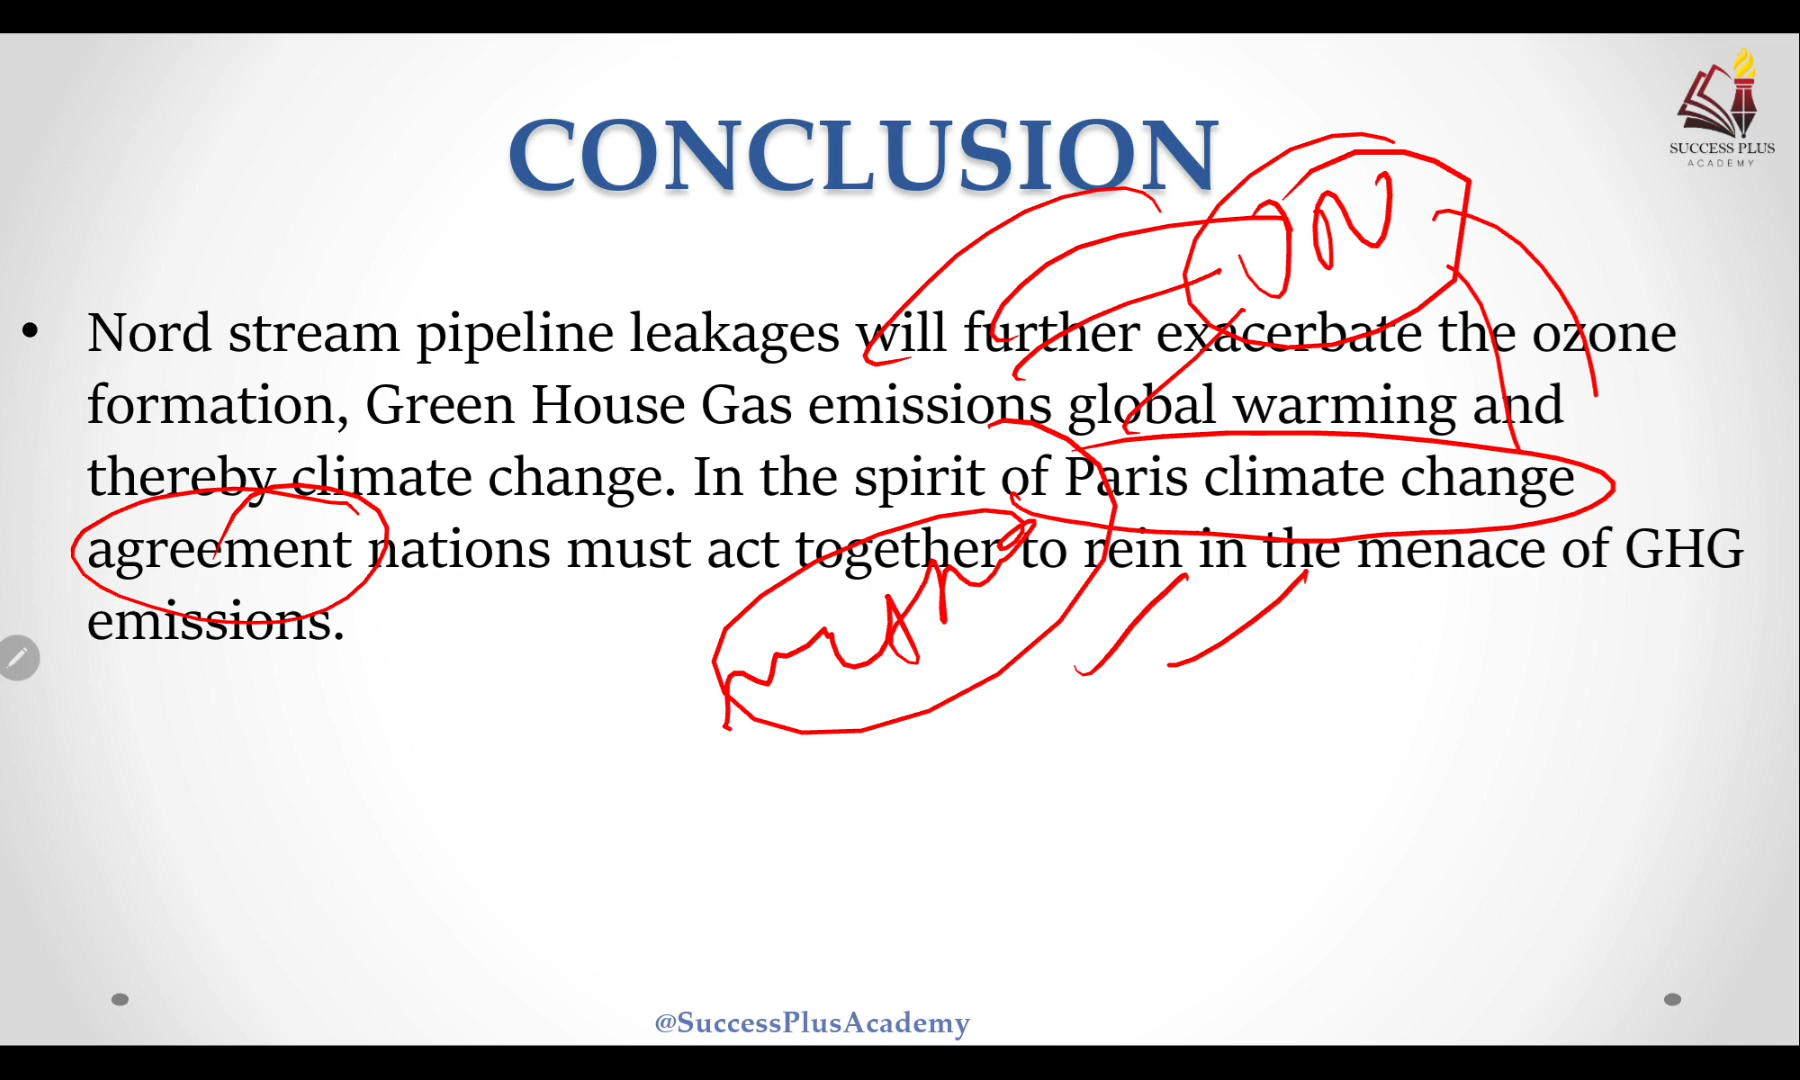 SUCCESS PLUS
ACADEMY
CONCLUSION
UN
• Nord stream pipeline leakages will further exacerbate the ozone
formation, Green House Gas emissions global warming and
thereby climate change. In the spirit of Paris climate change
agreement nations must act together to rein in the menace of GHG
emissions.
@SuccessPlusAcademy